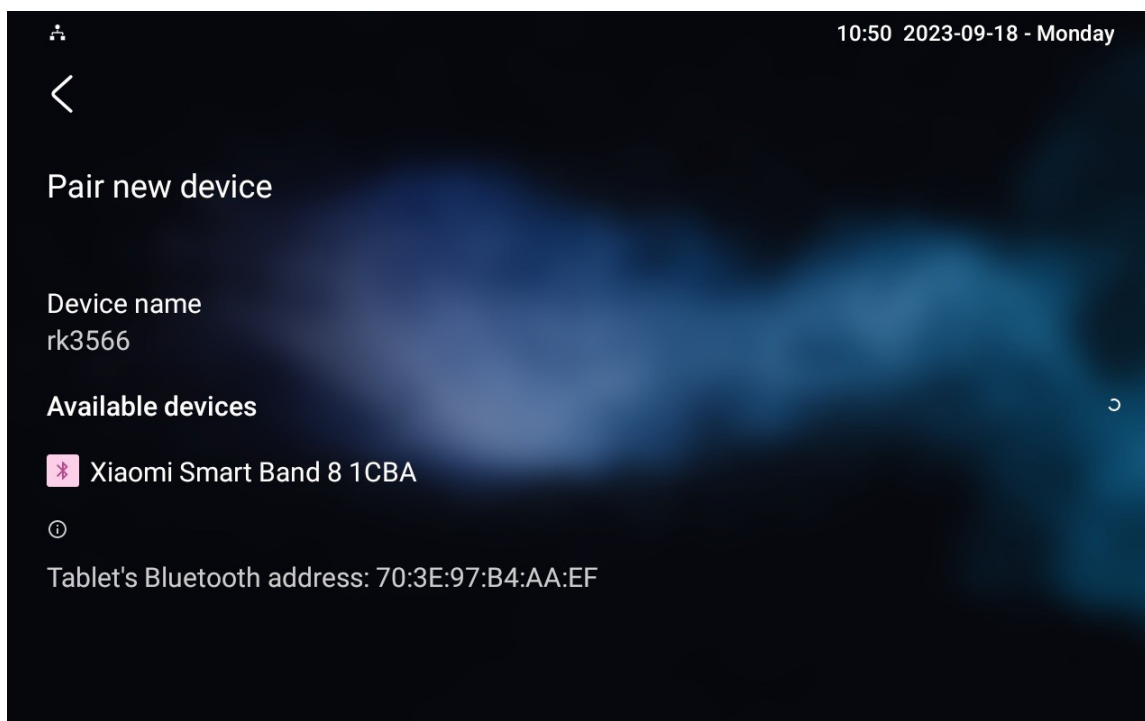 10:50 2023-09-18 - Monday
Pair new device
Device name
rk3566
Available devices
Xiaomi Smart Band 8 1CBA
Tablet's Bluetooth address: 70:3E:97:B4:AA:EF